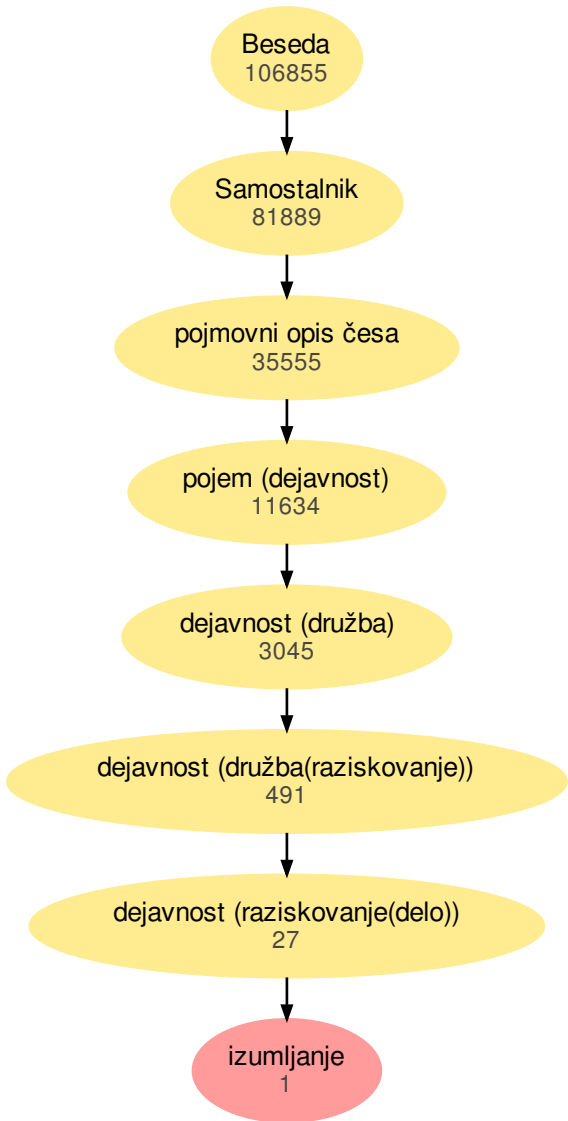 Beseda
106855
Samostalnik
81889
pojmovni opis česa
35555
pojem (dejavnost)
11634
dejavnost (družba)
3045
dejavnost (družba(raziskovanje))
491
dejavnost (raziskovanje(delo))
27
izumljanje
1